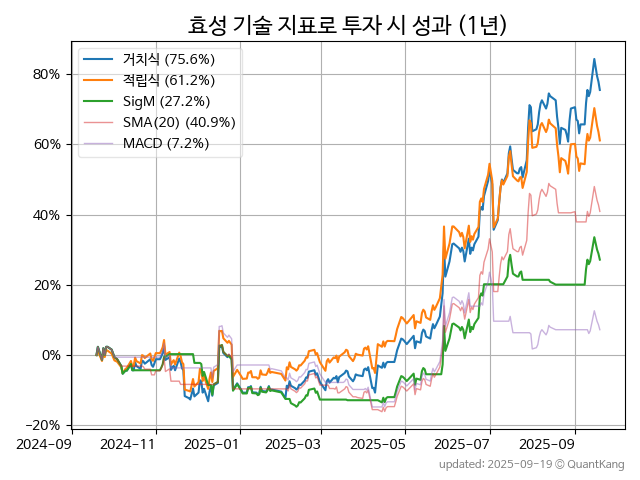 효성 기술 지표로 투자 시 성과 (1년)
거치식 (75.6%)
적립식 (61.2%)
SigM (27.2%)
SMA(20) (40.9%)
MACD (7.2%)
80%
60%
40%
20%
0%
−20%
2024-09
2024-11
2025-01
2025-03
2025-05
2025-07
2025-09
updated: 2025-09-19 @ QuantKang